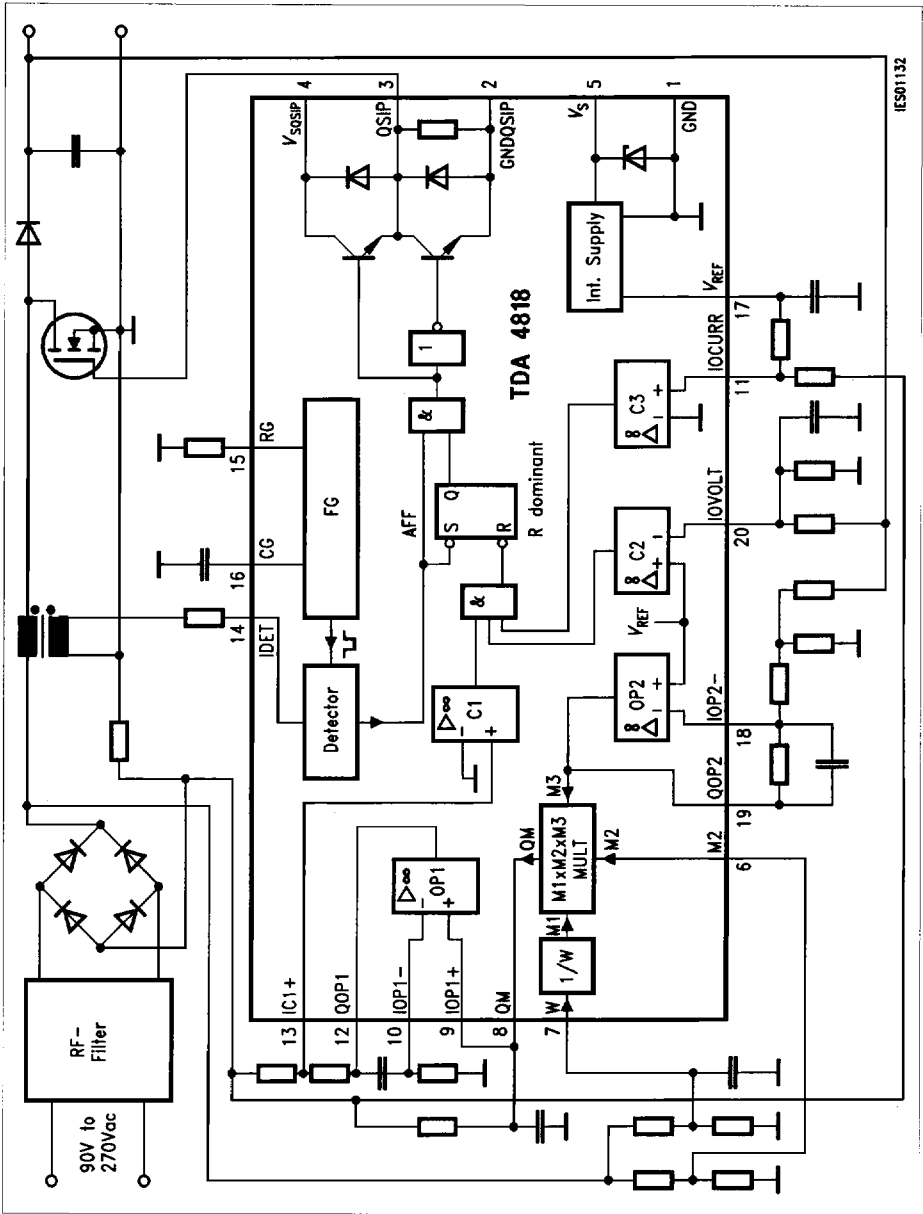 90V to
270Vac
RF-
Filter
13
IC1+
12
QOP1
10
IOP1-
9
IOP1+
8
QM
7
W
6
M2
14
IDET
16
CG
15
RG
4
VSQSIP
3
QSIP
2
GNDQSIP
5
VS
1
GND
17
VREF
11
IOCURR
20
IOVOLT
18
IOP2-
19
QOP2
Detector
FG
AFF
S
Q
R
R dominant
&
&
1
TDA 4818
Int. Supply
▷∞
-
+
OP1
▷∞
-
+
C1
1/W
M1
M1xM2xM3
MULT
QM
M3
M2
8
OP2
-
+
VREF
8
C2
+
-
8
C3
-
+
IES01132